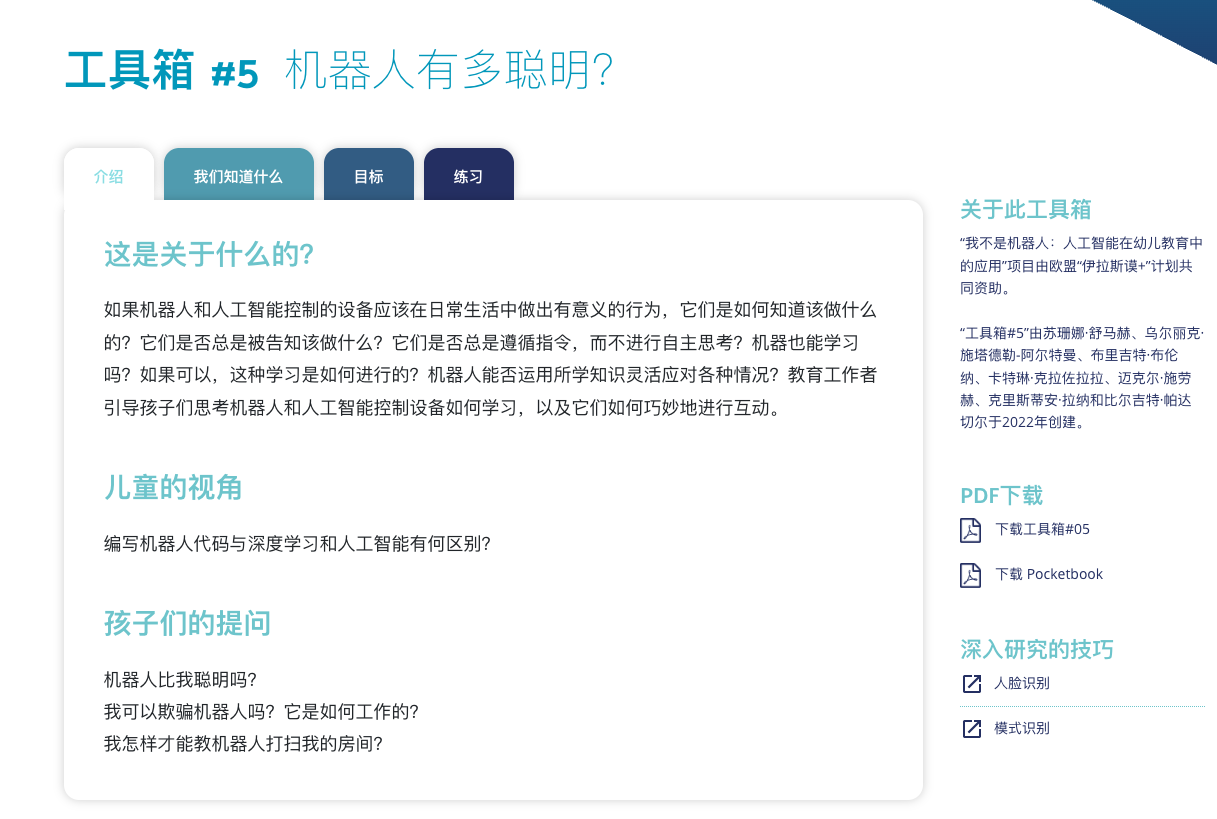 工具箱 #5 机器人有多聪明?
介绍
我们知道什么
目标
练习
这是关于什么的?
如果机器人和人工智能控制的设备应该在日常生活中做出有意义的行为，它们是如何知道该做什么
的？它们是否总是被告知该做什么？它们是否总是遵循指令，而不进行自主思考？机器也能学习
吗？如果可以，这种学习是如何进行的？机器人能否运用所学知识灵活应对各种情况？教育工作者
引导孩子们思考机器人和人工智能控制设备如何学习，以及它们如何巧妙地进行互动。
儿童的视角
编写机器人代码与深度学习和人工智能有何区别?
孩子们的提问
机器人比我聪明吗?
我可以欺骗机器人吗？它是如何工作的?
我怎样才能教机器人打扫我的房间?
关于此工具箱
“我不是机器人：人工智能在幼儿教育中
的应用”项目由欧盟“伊拉斯谟+”计划共
同资助。
“工具箱#5”由苏珊娜·舒马赫、乌尔丽克·
施塔德勒-阿尔特曼、布里吉特·布伦
纳、卡特琳·克拉佐拉拉、迈克尔·施劳
赫、克里斯蒂安·拉纳和比尔吉特·帕达
切尔于2022年创建。
PDF下载
下载工具箱#05
下载 Pocketbook
深入研究的技巧
人脸识别
模式识别